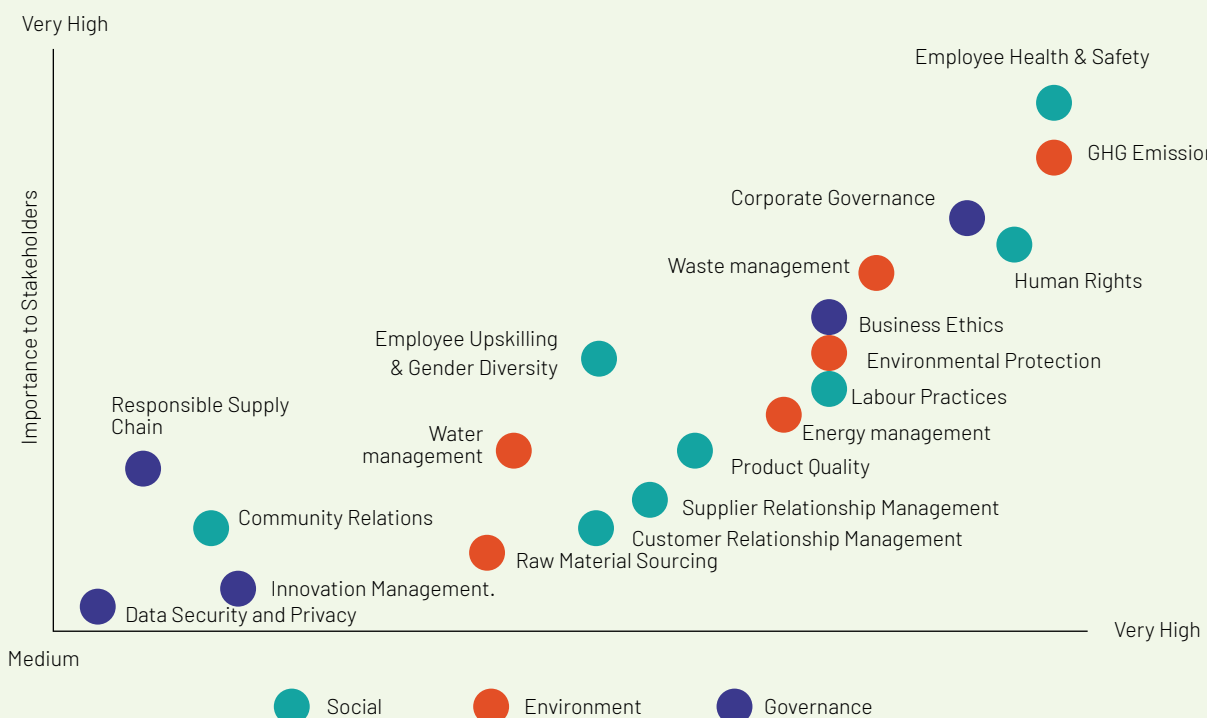 Very High
Employee Health & Safety
GHG Emission
Corporate Governance
Importance to Stakeholders
Waste management
Human Rights
Business Ethics
Employee Upskilling
& Gender Diversity
Environmental Protection
Labour Practices
Responsible Supply
Chain
Energy management
Water
management
Product Quality
Supplier Relationship Management
Community Relations
Customer Relationship Management
Raw Material Sourcing
Innovation Management.
Data Security and Privacy
Very High
Medium
Social
Environment
Governance